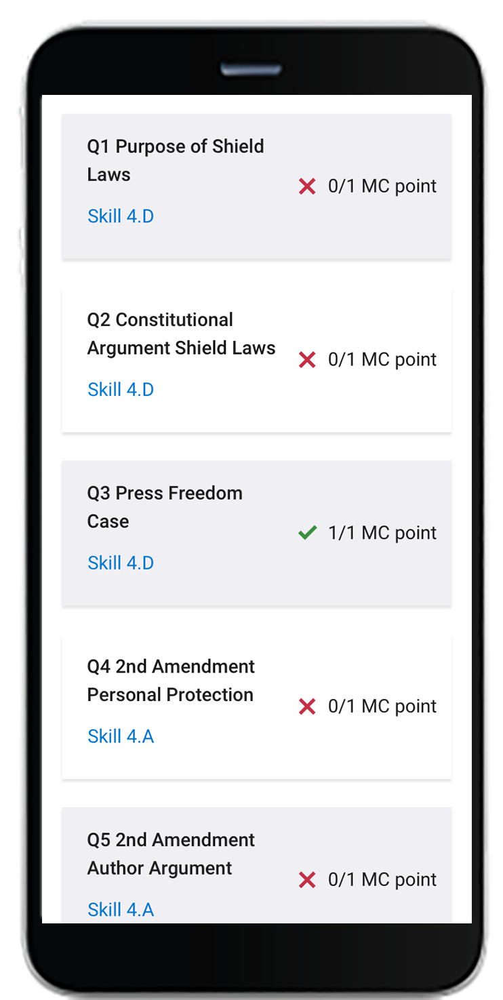 Q1 Purpose of Shield
Laws
0/1 MC point
Skill 4.D
Q2 Constitutional
Argument Shield Laws
0/1 MC point
Skill 4.D
Q3 Press Freedom
Case
1/1 MC point
Skill 4.D
Q4 2nd Amendment
Personal Protection
0/1 MC point
Skill 4.A
Q5 2nd Amendment
Author Argument
0/1 MC point
Skill 4.A